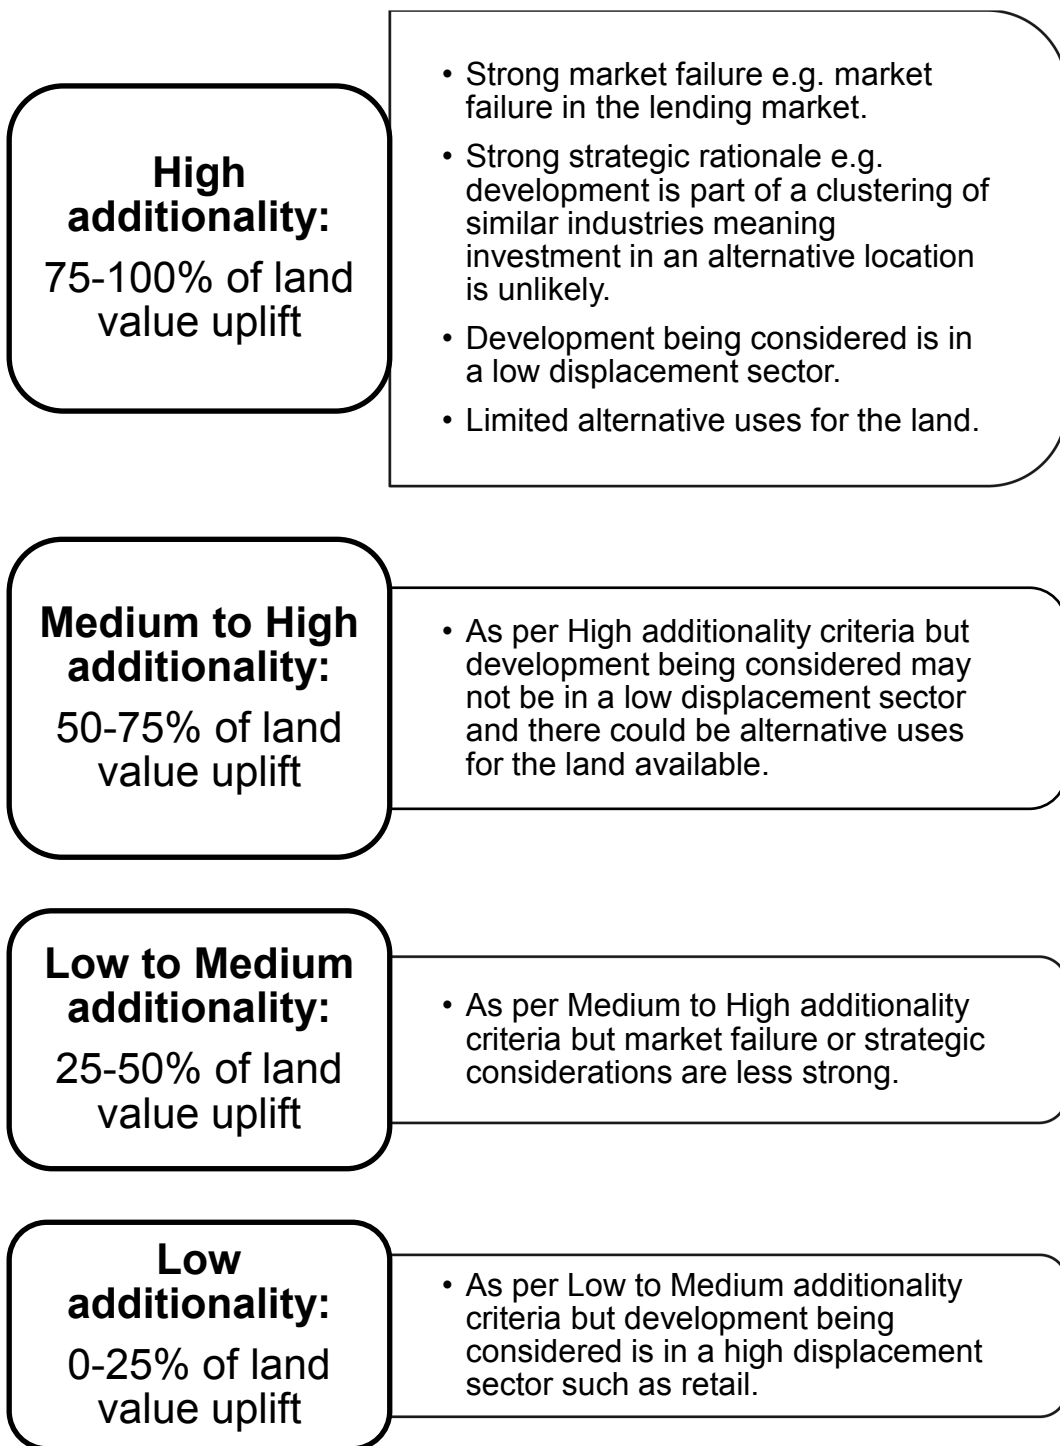 High
additionality:
75-100% of land
value uplift
• Strong market failure e.g. market
failure in the lending market.
• Strong strategic rationale e.g.
development is part of a clustering of
similar industries meaning
investment in an alternative location
is unlikely.
• Development being considered is in
a low displacement sector.
• Limited alternative uses for the land.
Medium to High
additionality:
50-75% of land
value uplift
• As per High additionality criteria but
development being considered may
not be in a low displacement sector
and there could be alternative uses
for the land available.
Low to Medium
additionality:
25-50% of land
value uplift
• As per Medium to High additionality
criteria but market failure or strategic
considerations are less strong.
Low
additionality:
0-25% of land
value uplift
• As per Low to Medium additionality
criteria but development being
considered is in a high displacement
sector such as retail.